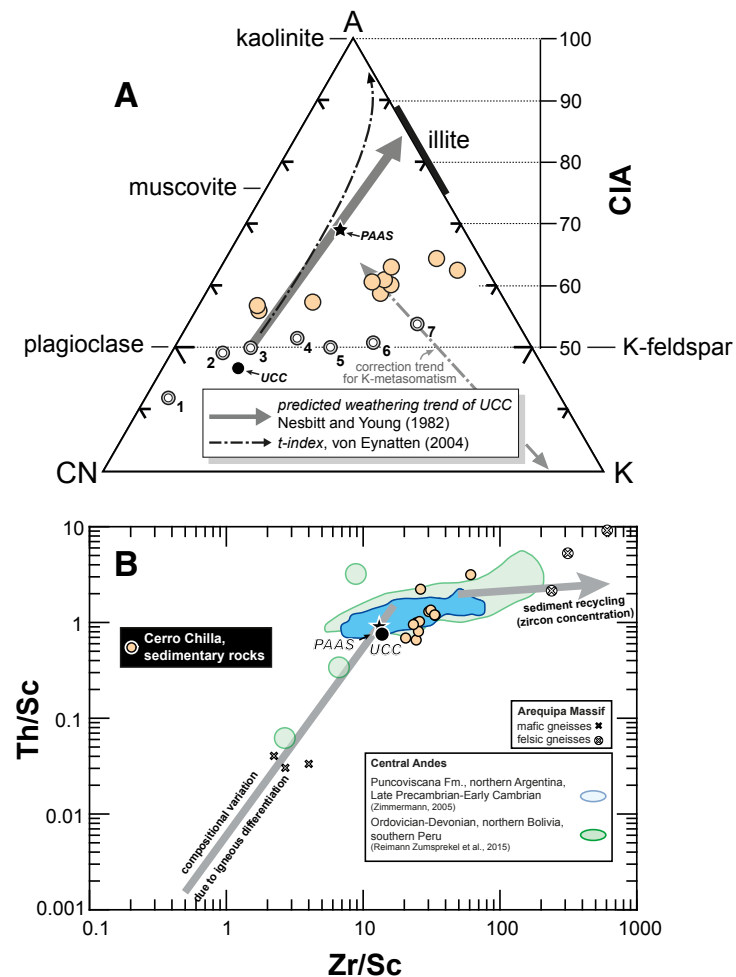 A
kaolinite
100
A
90
illite
80
muscovite
CIA
70
PAAS
60
7
plagioclase
2
3
4
5
6
50
K-feldspar
UCC
correction trend
for K-metasomatism
1
predicted weathering trend of UCC
Nesbitt and Young (1982)
t-index, von Eynatten (2004)
CN
K
10
B
sediment recycling
(zircon concentration)
1
Cerro Chilla,
sedimentary rocks
PAAS
UCC
Th/Sc
0.1
Arequipa Massif
mafic gneisses
felsic gneisses
Central Andes
Puncoviscana Fm., northern Argentina,
Late Precambrian-Early Cambrian
(Zimmermann, 2005)
Ordovician-Devonian, northern Bolivia,
southern Peru
(Reimann Zumsprekel et al., 2015)
compositional variation
due to igneous differentiation
0.01
0.001
0.1
1
10
100
1000
Zr/Sc